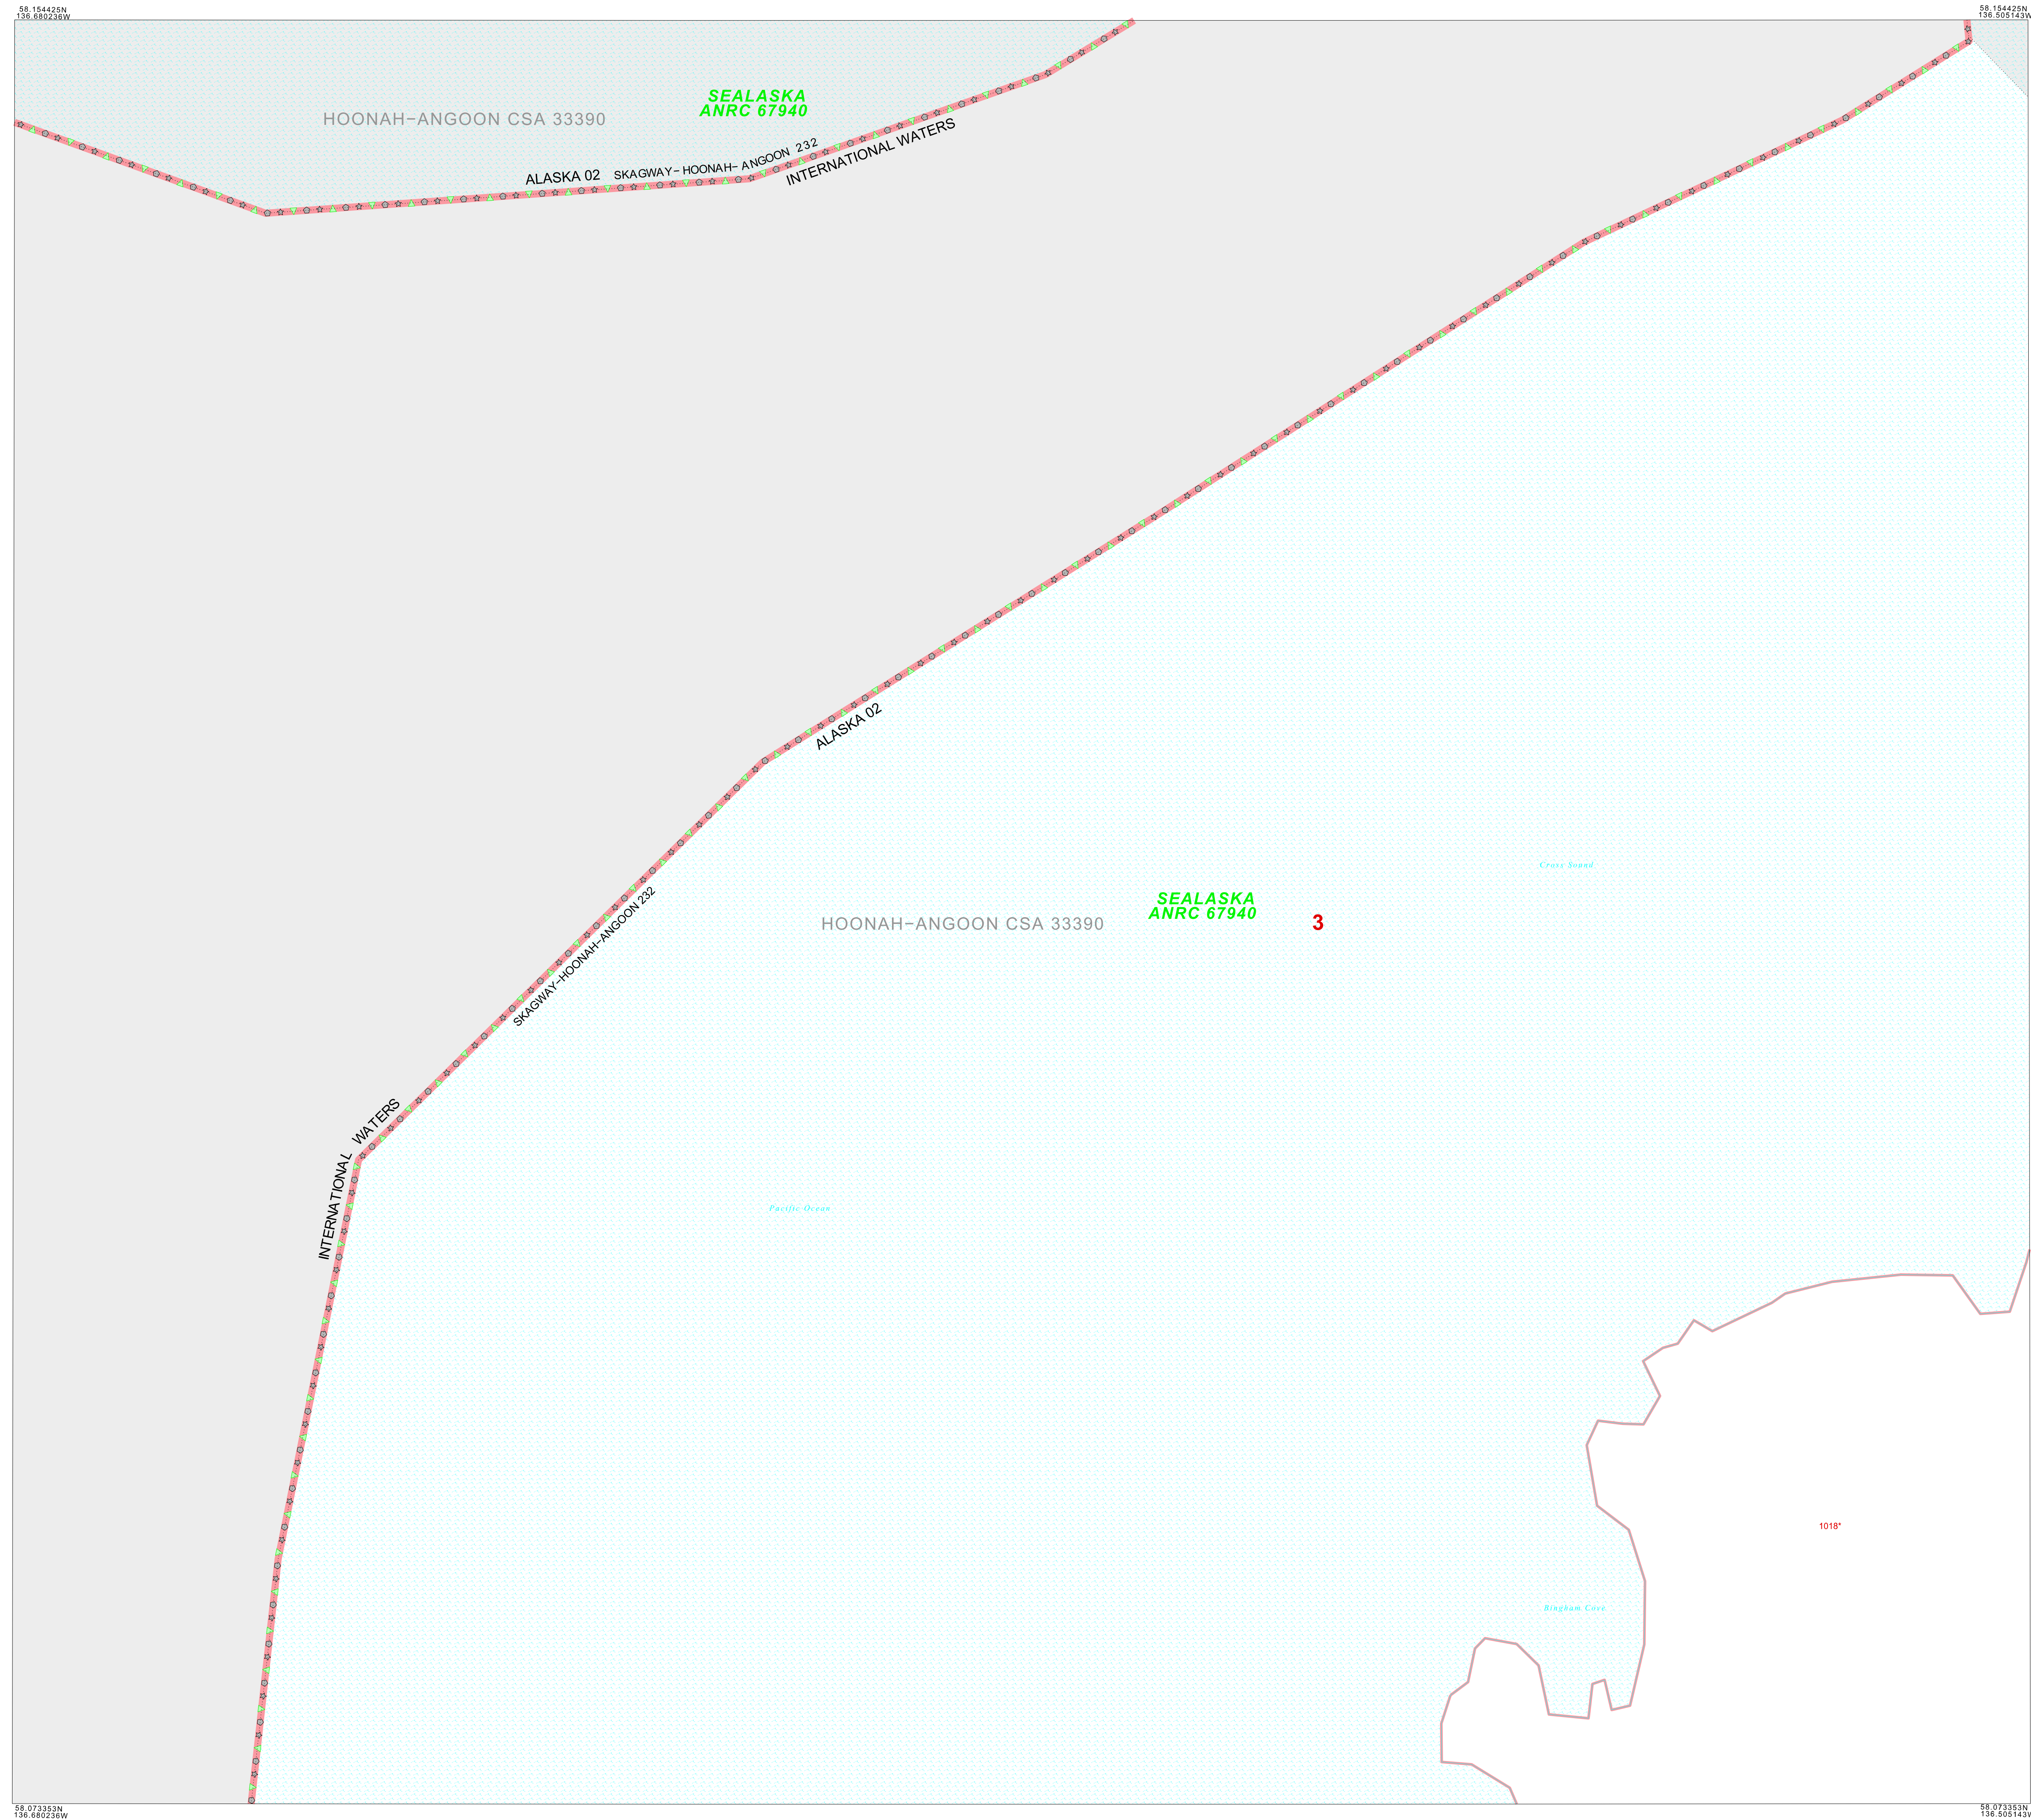 58.154425N
136.680236W
58.154425N
136.505143W
SEALASKA
ANRC 67940
HOONAH-ANGOON CSA 33390
ALASKA 02
SKAGWAY-HOONAH-ANGOON 232
INTERNATIONAL WATERS
ALASKA 02
Cross Sound
SEALASKA
ANRC 67940
HOONAH-ANGOON CSA 33390
3
SKAGWAY-HOONAH-ANGOON 232
INTERNATIONAL WATERS
Pacific Ocean
1018*
Bingham Cove
58.073353N
136.680236W
58.073353N
136.505143W